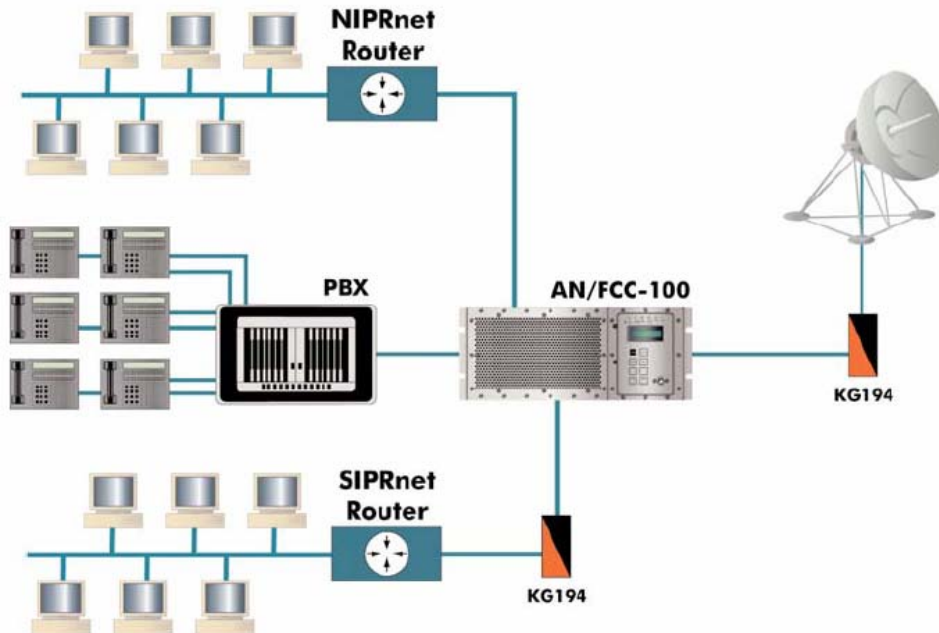 NIPRnet
Router
PBX
AN/FCC-100
KG194
SIPRnet
Router
KG194